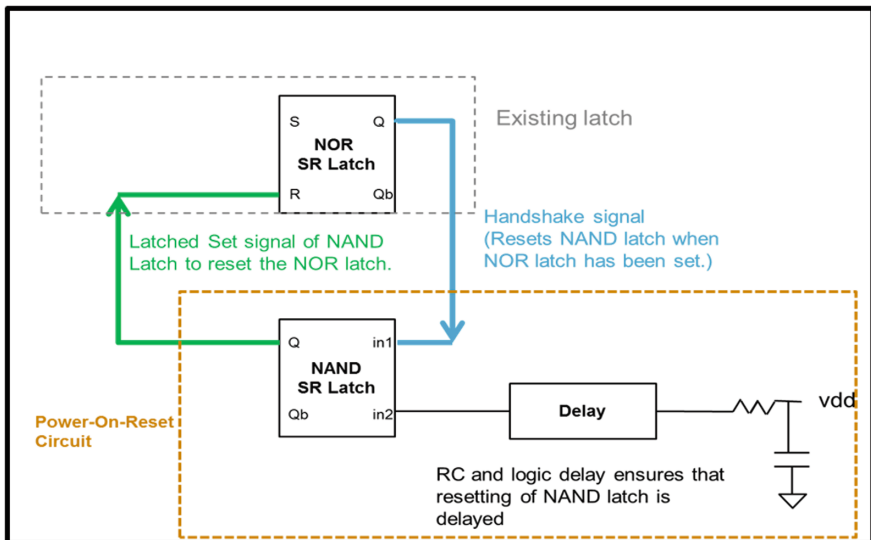 S
Q
NOR
SR Latch
R
Qb
Existing latch
Handshake signal
(Resets NAND latch when
NOR latch has been set.)
Latched Set signal of NAND
Latch to reset the NOR latch.
Q
in1
NAND
SR Latch
Qb
in2
Delay
vdd
Power-On-Reset
Circuit
RC and logic delay ensures that
resetting of NAND latch is
delayed